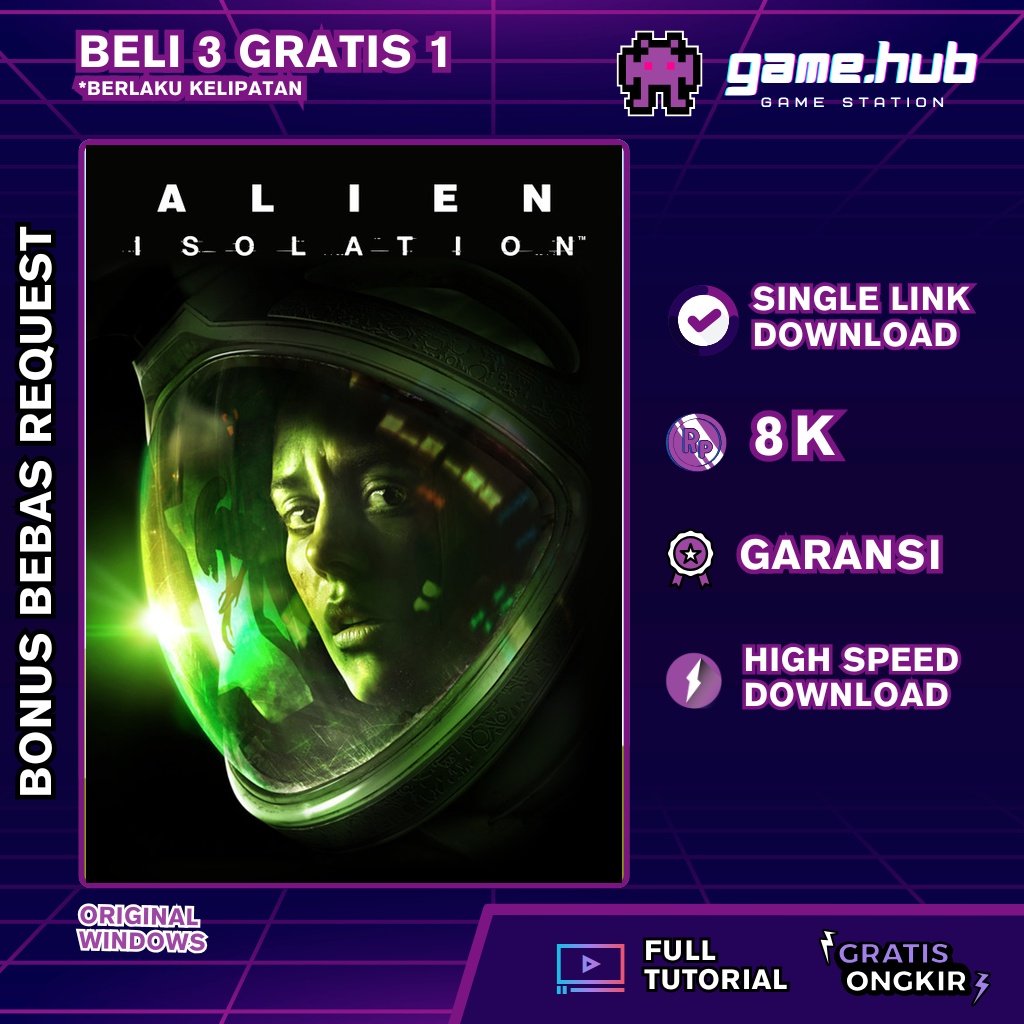 BELI 3 GRATIS 1
*BERLAKU KELIPATAN
game.hub
GAME STATION
BONUS BEBAS REQUEST
ALIEN
ISOLATION™
SINGLE LINK
DOWNLOAD
Rp
8K
GARANSI
HIGH SPEED
DOWNLOAD
ORIGINAL
WINDOWS
FULL
TUTORIAL
GRATIS
ONGKIR